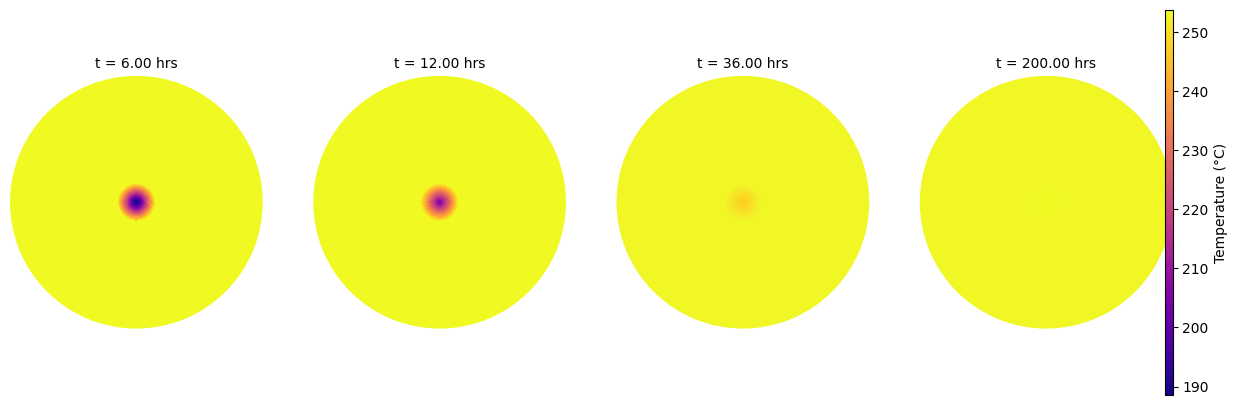 t = 6.00 hrs
t = 12.00 hrs
t = 36.00 hrs
t = 200.00 hrs
250
240
230
220
210
200
190
Temperature (°C)